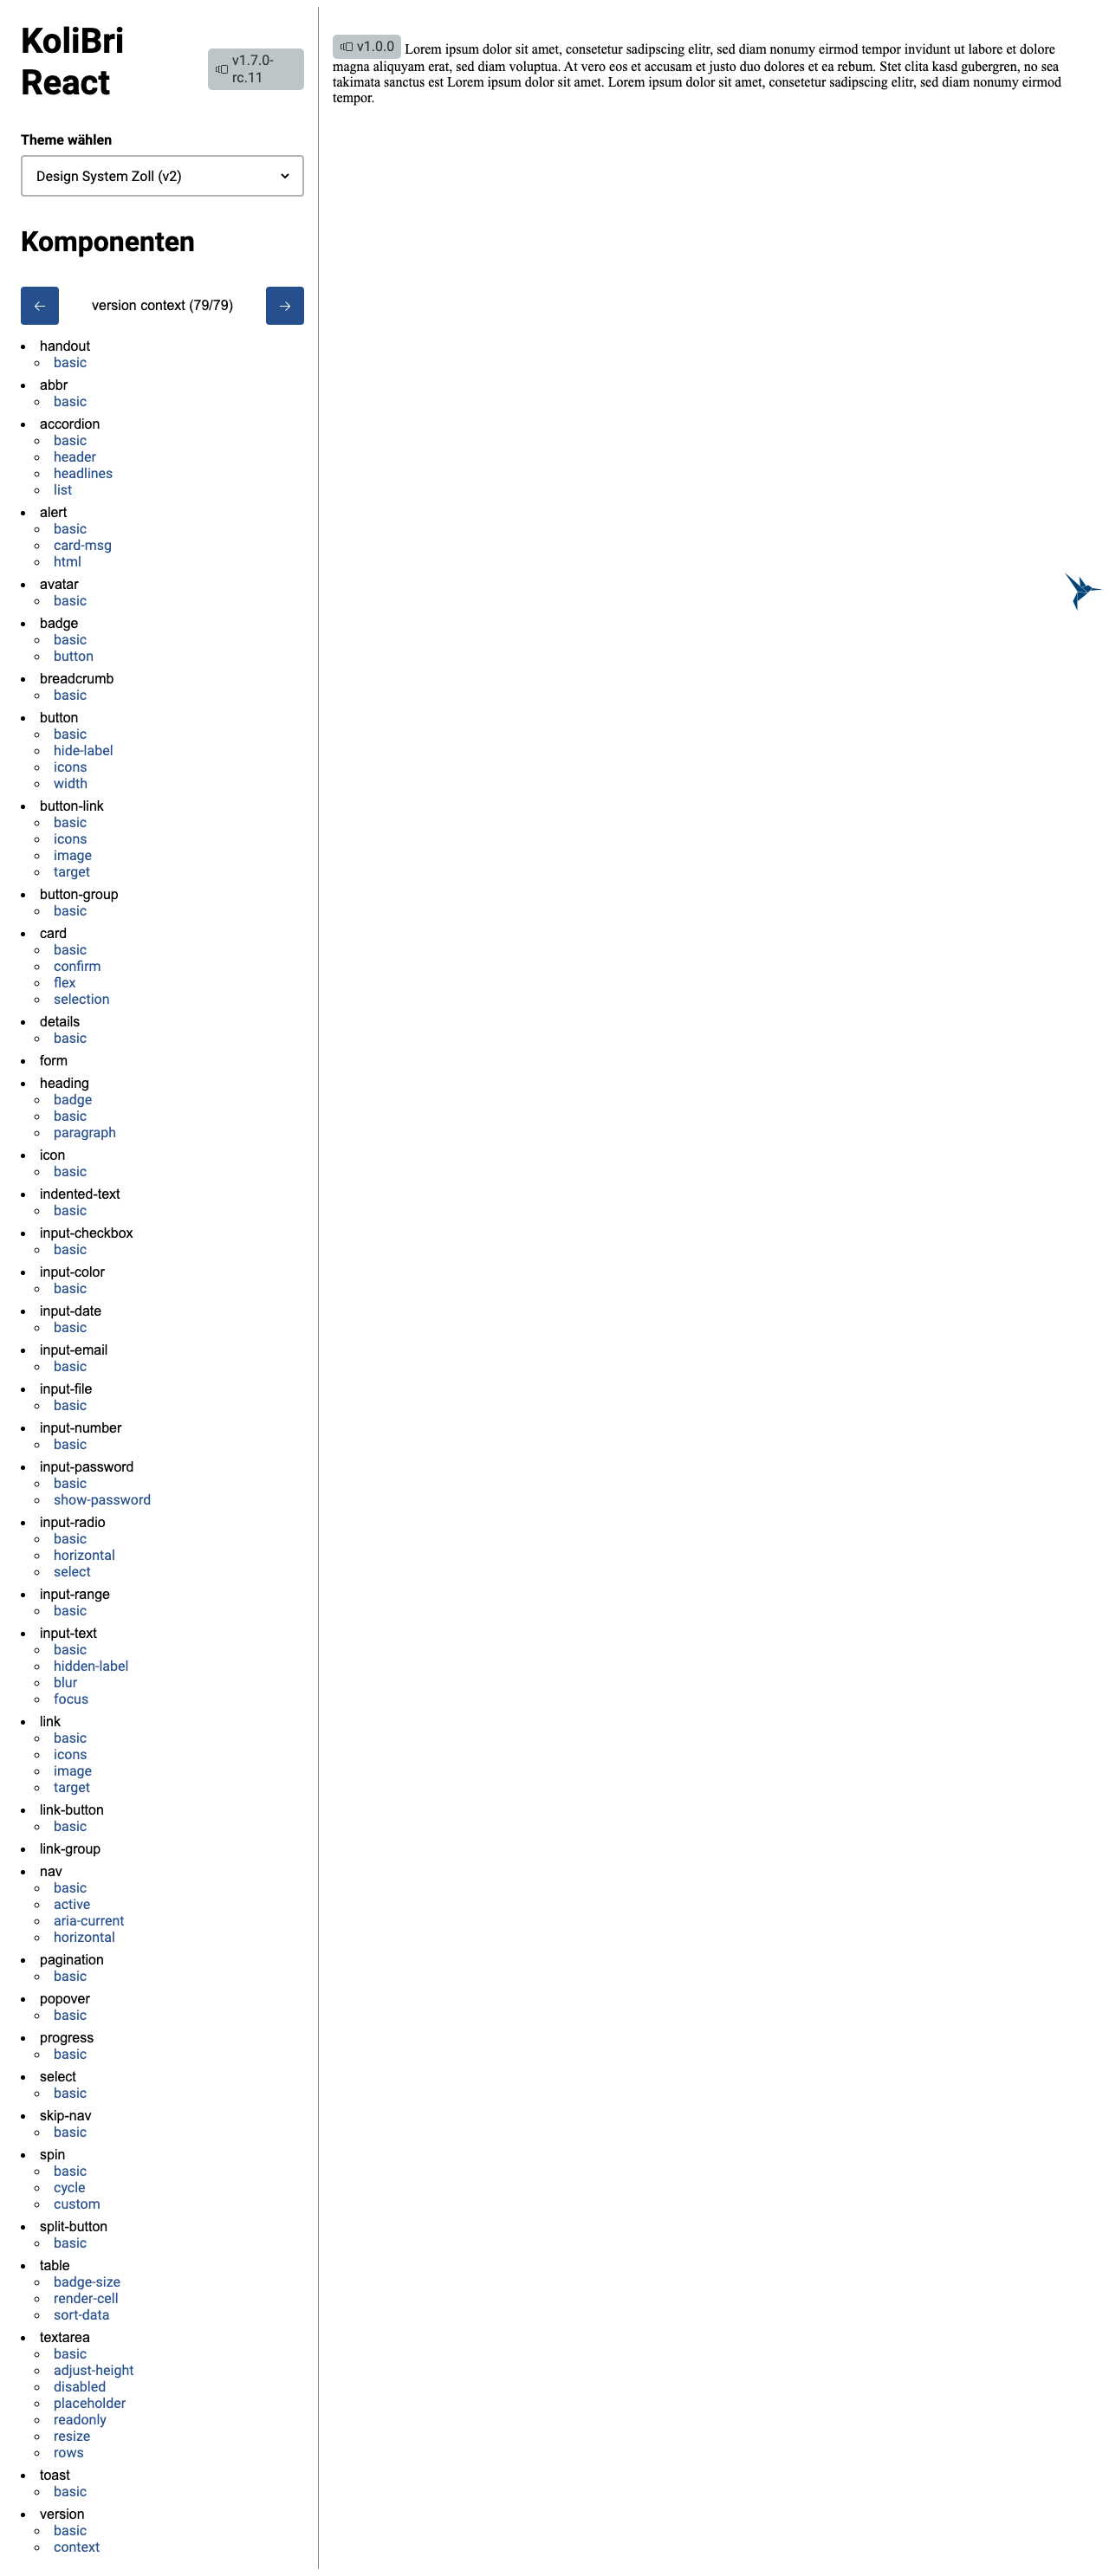 KoliBri
React
v1.7.0-
rc.11
Theme wählen
Design System Zoll (v2)
Komponenten
version context (79/79)
handout
basic
abbr
basic
accordion
basic
header
headlines
list
alert
basic
card-msg
html
avatar
basic
badge
basic
button
breadcrumb
basic
button
basic
hide-label
icons
width
button-link
basic
icons
image
target
button-group
basic
card
basic
confirm
flex
selection
details
basic
form
heading
badge
basic
paragraph
icon
basic
indented-text
basic
input-checkbox
basic
input-color
basic
input-date
basic
input-email
basic
input-file
basic
input-number
basic
input-password
basic
show-password
input-radio
basic
horizontal
select
input-range
basic
input-text
basic
hidden-label
blur
focus
link
basic
icons
image
target
link-button
basic
link-group
nav
basic
active
aria-current
horizontal
pagination
basic
popover
basic
progress
basic
select
basic
skip-nav
basic
spin
basic
cycle
custom
split-button
basic
table
badge-size
render-cell
sort-data
textarea
basic
adjust-height
disabled
placeholder
readonly
resize
rows
toast
basic
version
basic
context
v1.0.0 Lorem ipsum dolor sit amet, consetetur sadipscing elitr, sed diam nonumy eirmod tempor invidunt ut labore et dolore
magna aliquyam erat, sed diam voluptua. At vero eos et accusam et justo duo dolores et ea rebum. Stet clita kasd gubergren, no sea
takimata sanctus est Lorem ipsum dolor sit amet. Lorem ipsum dolor sit amet, consetetur sadipscing elitr, sed diam nonumy eirmod
tempor.